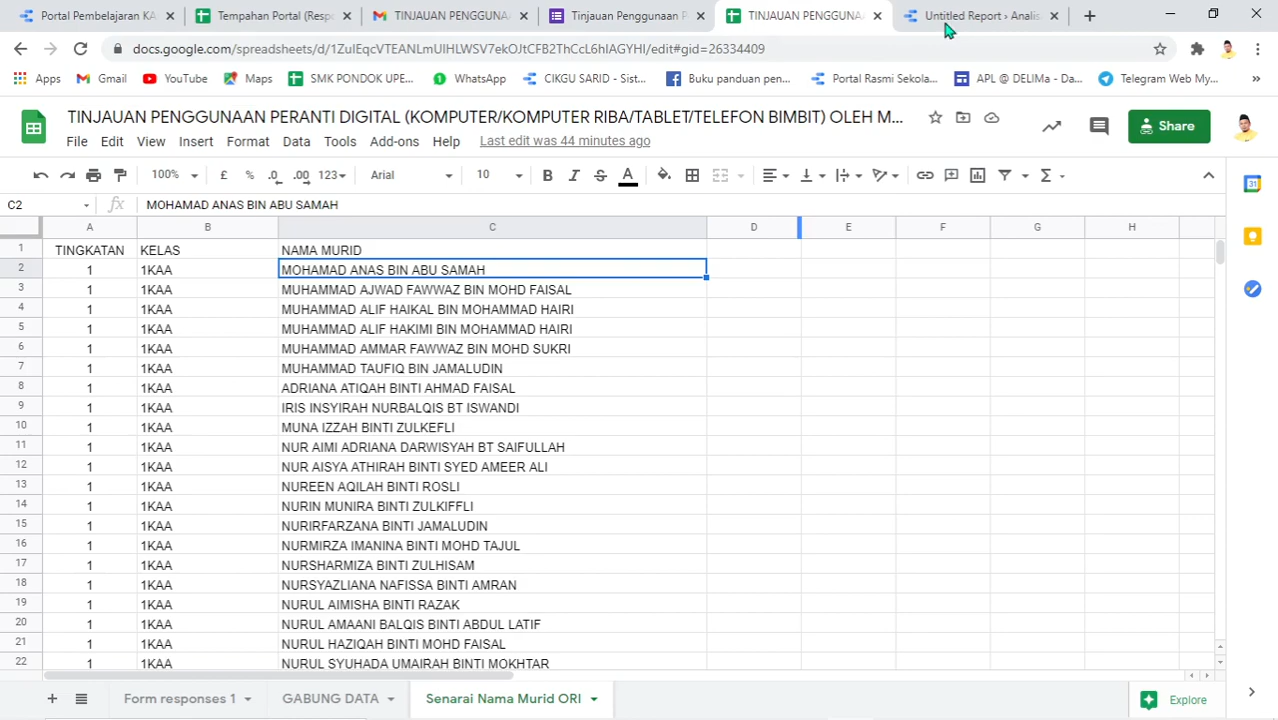 Portal Pembelajaran KA
Tempahan Portal (Respo
TINJAUAN PENGGUNA
Tinjauan Penggunaan P
TINJAUAN PENGGUNA
Untitled Report › Analis
docs.google.com/spreadsheets/d/1ZulEqcVTEANLmUlHLWSV7ekOJtCFB2ThCcL6hlAGYHI/edit#gid=26334409
Apps
Gmail
YouTube
Maps
SMK PONDOK UPE...
WhatsApp
CIKGU SARID - Sist...
Buku panduan pen...
Portal Rasmi Sekola...
APL @ DELIMa - Da...
Telegram Web My...
TINJAUAN PENGGUNAAN PERANTI DIGITAL (KOMPUTER/KOMPUTER RIBA/TABLET/TELEFON BIMBIT) OLEH M...
Share
File Edit View Insert Format Data Tools Add-ons Help Last edit was 44 minutes ago
100% £ % .0 .00 123 Arial 10 B I S A
C2 fx MOHAMAD ANAS BIN ABU SAMAH
A B C D E F G H
1 TINGKATAN KELAS NAMA MURID
2 1 1KAA MOHAMAD ANAS BIN ABU SAMAH
3 1 1KAA MUHAMMAD AJWAD FAWWAZ BIN MOHD FAISAL
4 1 1KAA MUHAMMAD ALIF HAIKAL BIN MOHAMMAD HAIRI
5 1 1KAA MUHAMMAD ALIF HAKIMI BIN MOHAMMAD HAIRI
6 1 1KAA MUHAMMAD AMMAR FAWWAZ BIN MOHD SUKRI
7 1 1KAA MUHAMMAD TAUFIQ BIN JAMALUDIN
8 1 1KAA ADRIANA ATIQAH BINTI AHMAD FAISAL
9 1 1KAA IRIS INSYIRAH NURBALQIS BT ISWANDI
10 1 1KAA MUNA IZZAH BINTI ZULKEFLI
11 1 1KAA NUR AIMI ADRIANA DARWISYAH BT SAIFULLAH
12 1 1KAA NUR AISYA ATHIRAH BINTI SYED AMEER ALI
13 1 1KAA NUREEN AQILAH BINTI ROSLI
14 1 1KAA NURIN MUNIRA BINTI ZULKIFFLI
15 1 1KAA NURIRFARZANA BINTI JAMALUDIN
16 1 1KAA NURMIRZA IMANINA BINTI MOHD TAJUL
17 1 1KAA NURSHARMIZA BINTI ZULHISAM
18 1 1KAA NURSYAZLIANA NAFISSA BINTI AMRAN
19 1 1KAA NURUL AIMISHA BINTI RAZAK
20 1 1KAA NURUL AMAANI BALQIS BINTI ABDUL LATIF
21 1 1KAA NURUL HAZIQAH BINTI MOHD FAISAL
22 1 1KAA NURUL SYUHADA UMAIRAH BINTI MOKHTAR
Form responses 1
GABUNG DATA
Senarai Nama Murid ORI
Explore